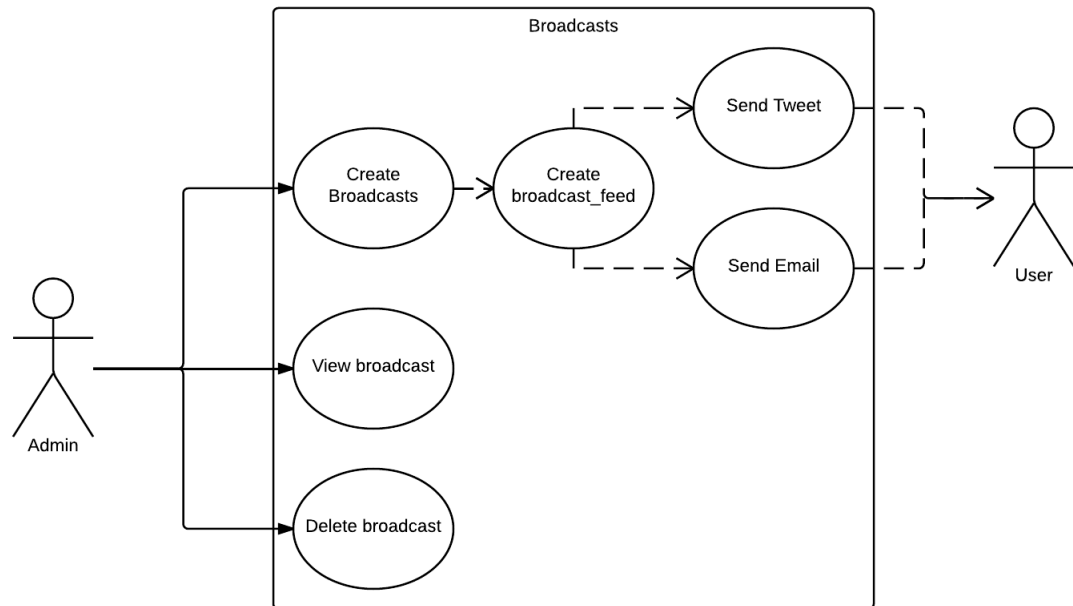 Broadcasts
Send Tweet
Create
Broadcasts
Create
broadcast_feed
Send Email
User
View broadcast
Admin
Delete broadcast